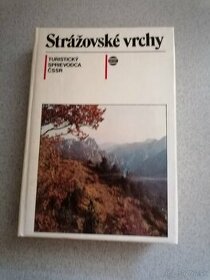 Strážovské vrchy
TURISTICKÝ
SPRIEVODCA
ČSSR